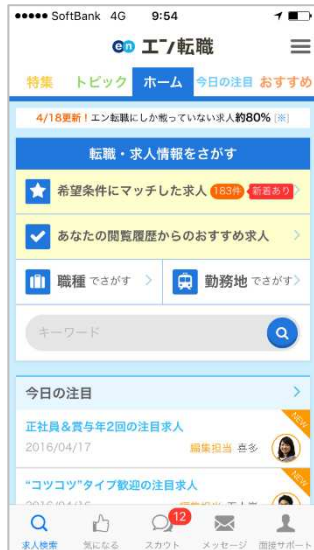 SoftBank 4G 9:54
en エン転職
特集 トピック ホーム 今日の注目 おすすめ
4/18更新!エン転職にしか載っていない求人約80% [※]
転職・求人情報をさがす
希望条件にマッチした求人 183件 新着あり
あなたの閲覧履歴からのおすすめ求人
職種 でさがす 勤務地 でさがす
キーワード
今日の注目
正社員&賞与年2回の注目求人
NEW
2016/04/17 編集担当 喜多
"コツコツ"タイプ歓迎の注目求人
NEW
12
求人検索 気になる スカウト メッセージ 面接サポート